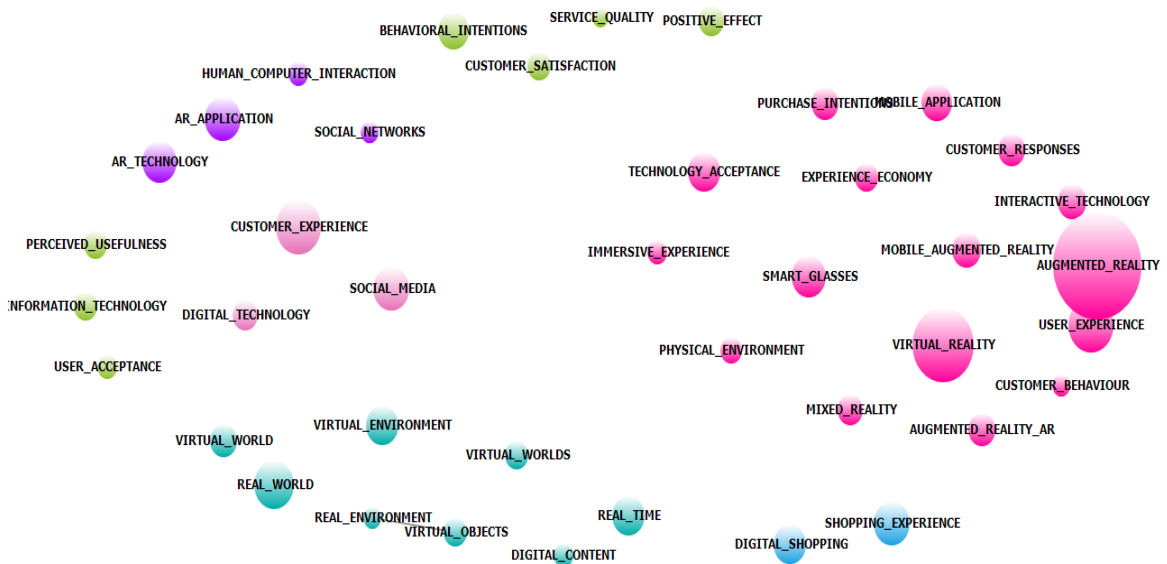 SERVICE_QUALITY
POSITIVE_EFFECT
BEHAVIORAL_INTENTIONS
CUSTOMER_SATISFACTION
HUMAN_COMPUTER_INTERACTION
PURCHASE_INTENTIONS
MOBILE_APPLICATION
AR_APPLICATION
SOCIAL_NETWORKS
CUSTOMER_RESPONSES
AR_TECHNOLOGY
TECHNOLOGY_ACCEPTANCE
EXPERIENCE_ECONOMY
INTERACTIVE_TECHNOLOGY
CUSTOMER_EXPERIENCE
PERCEIVED_USEFULNESS
IMMERSIVE_EXPERIENCE
MOBILE_AUGMENTED_REALITY
AUGMENTED_REALITY
SMART_GLASSES
SOCIAL_MEDIA
INFORMATION_TECHNOLOGY
DIGITAL_TECHNOLOGY
USER_EXPERIENCE
VIRTUAL_REALITY
PHYSICAL_ENVIRONMENT
USER_ACCEPTANCE
CUSTOMER_BEHAVIOUR
MIXED_REALITY
VIRTUAL_ENVIRONMENT
AUGMENTED_REALITY_AR
VIRTUAL_WORLD
VIRTUAL_WORLDS
REAL_WORLD
REAL_ENVIRONMENT
REAL_TIME
SHOPPING_EXPERIENCE
VIRTUAL_OBJECTS
DIGITAL_SHOPPING
DIGITAL_CONTENT